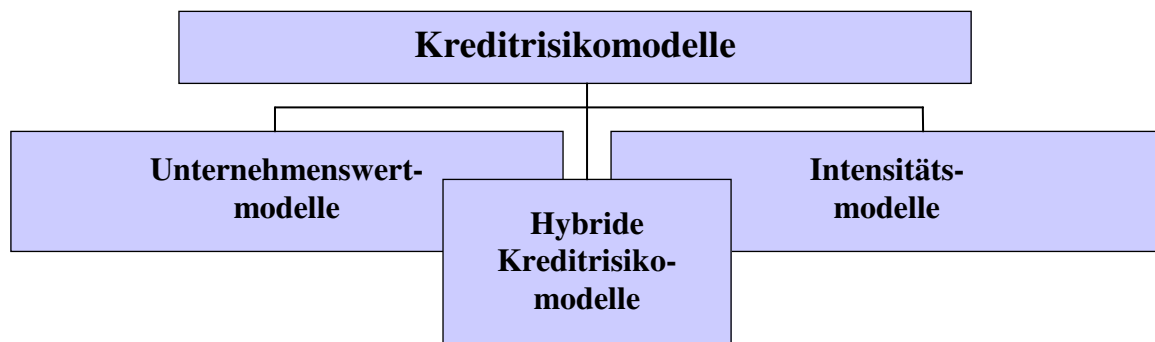 Kreditrisikomodelle
Unternehmenswert-
modelle
Intensitäts-
modelle
Hybride
Kreditrisiko-
modelle